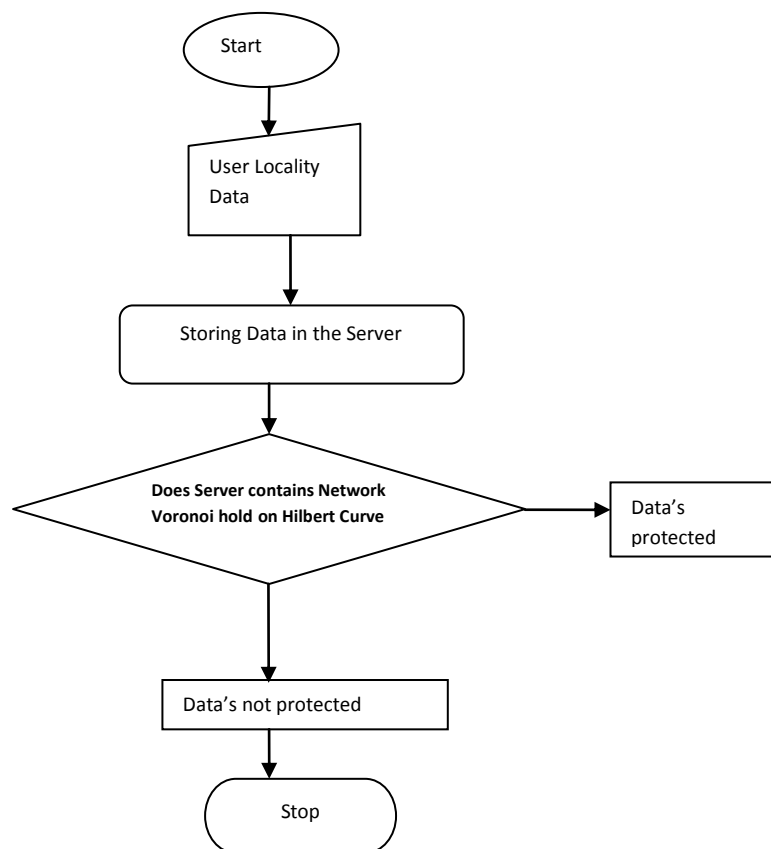 Start
User Locality
Data
Storing Data in the Server
Does Server contains Network
Voronoi hold on Hilbert Curve
Data’s
protected
Data’s not protected
Stop